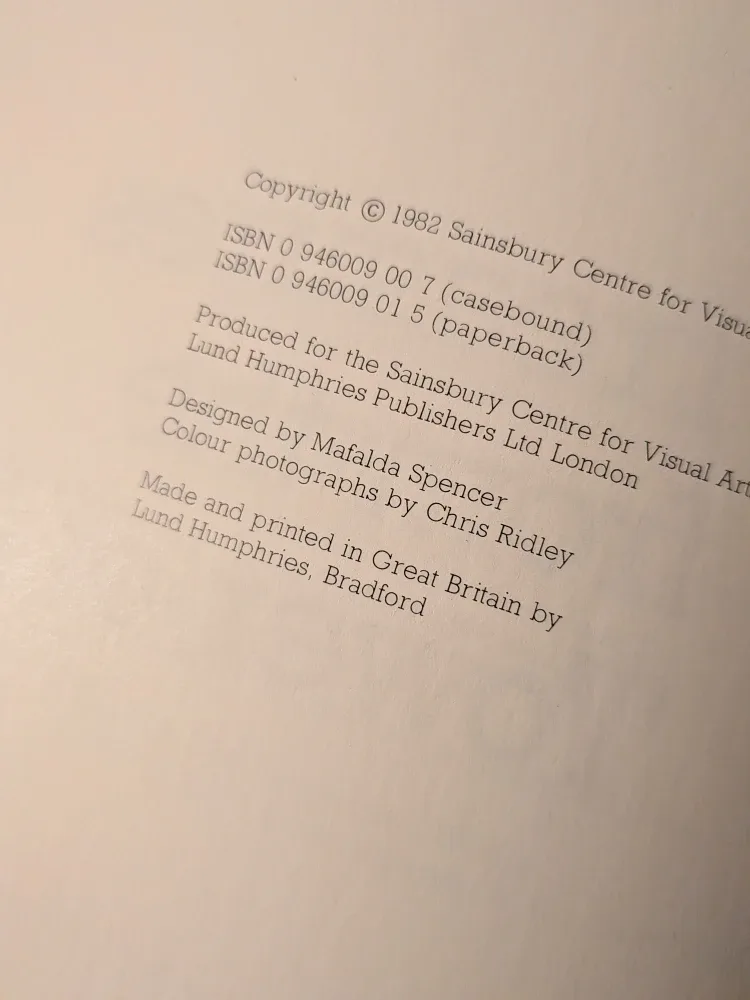 Copyright © 1982 Sainsbury Centre for Visua
ISBN 0 946009 00 7 (casebound)
ISBN 0 946009 01 5 (paperback)
Produced for the Sainsbury Centre for Visual Art
Lund Humphries Publishers Ltd London
Designed by Mafalda Spencer
Colour photographs by Chris Ridley
Made and printed in Great Britain by
Lund Humphries, Bradford